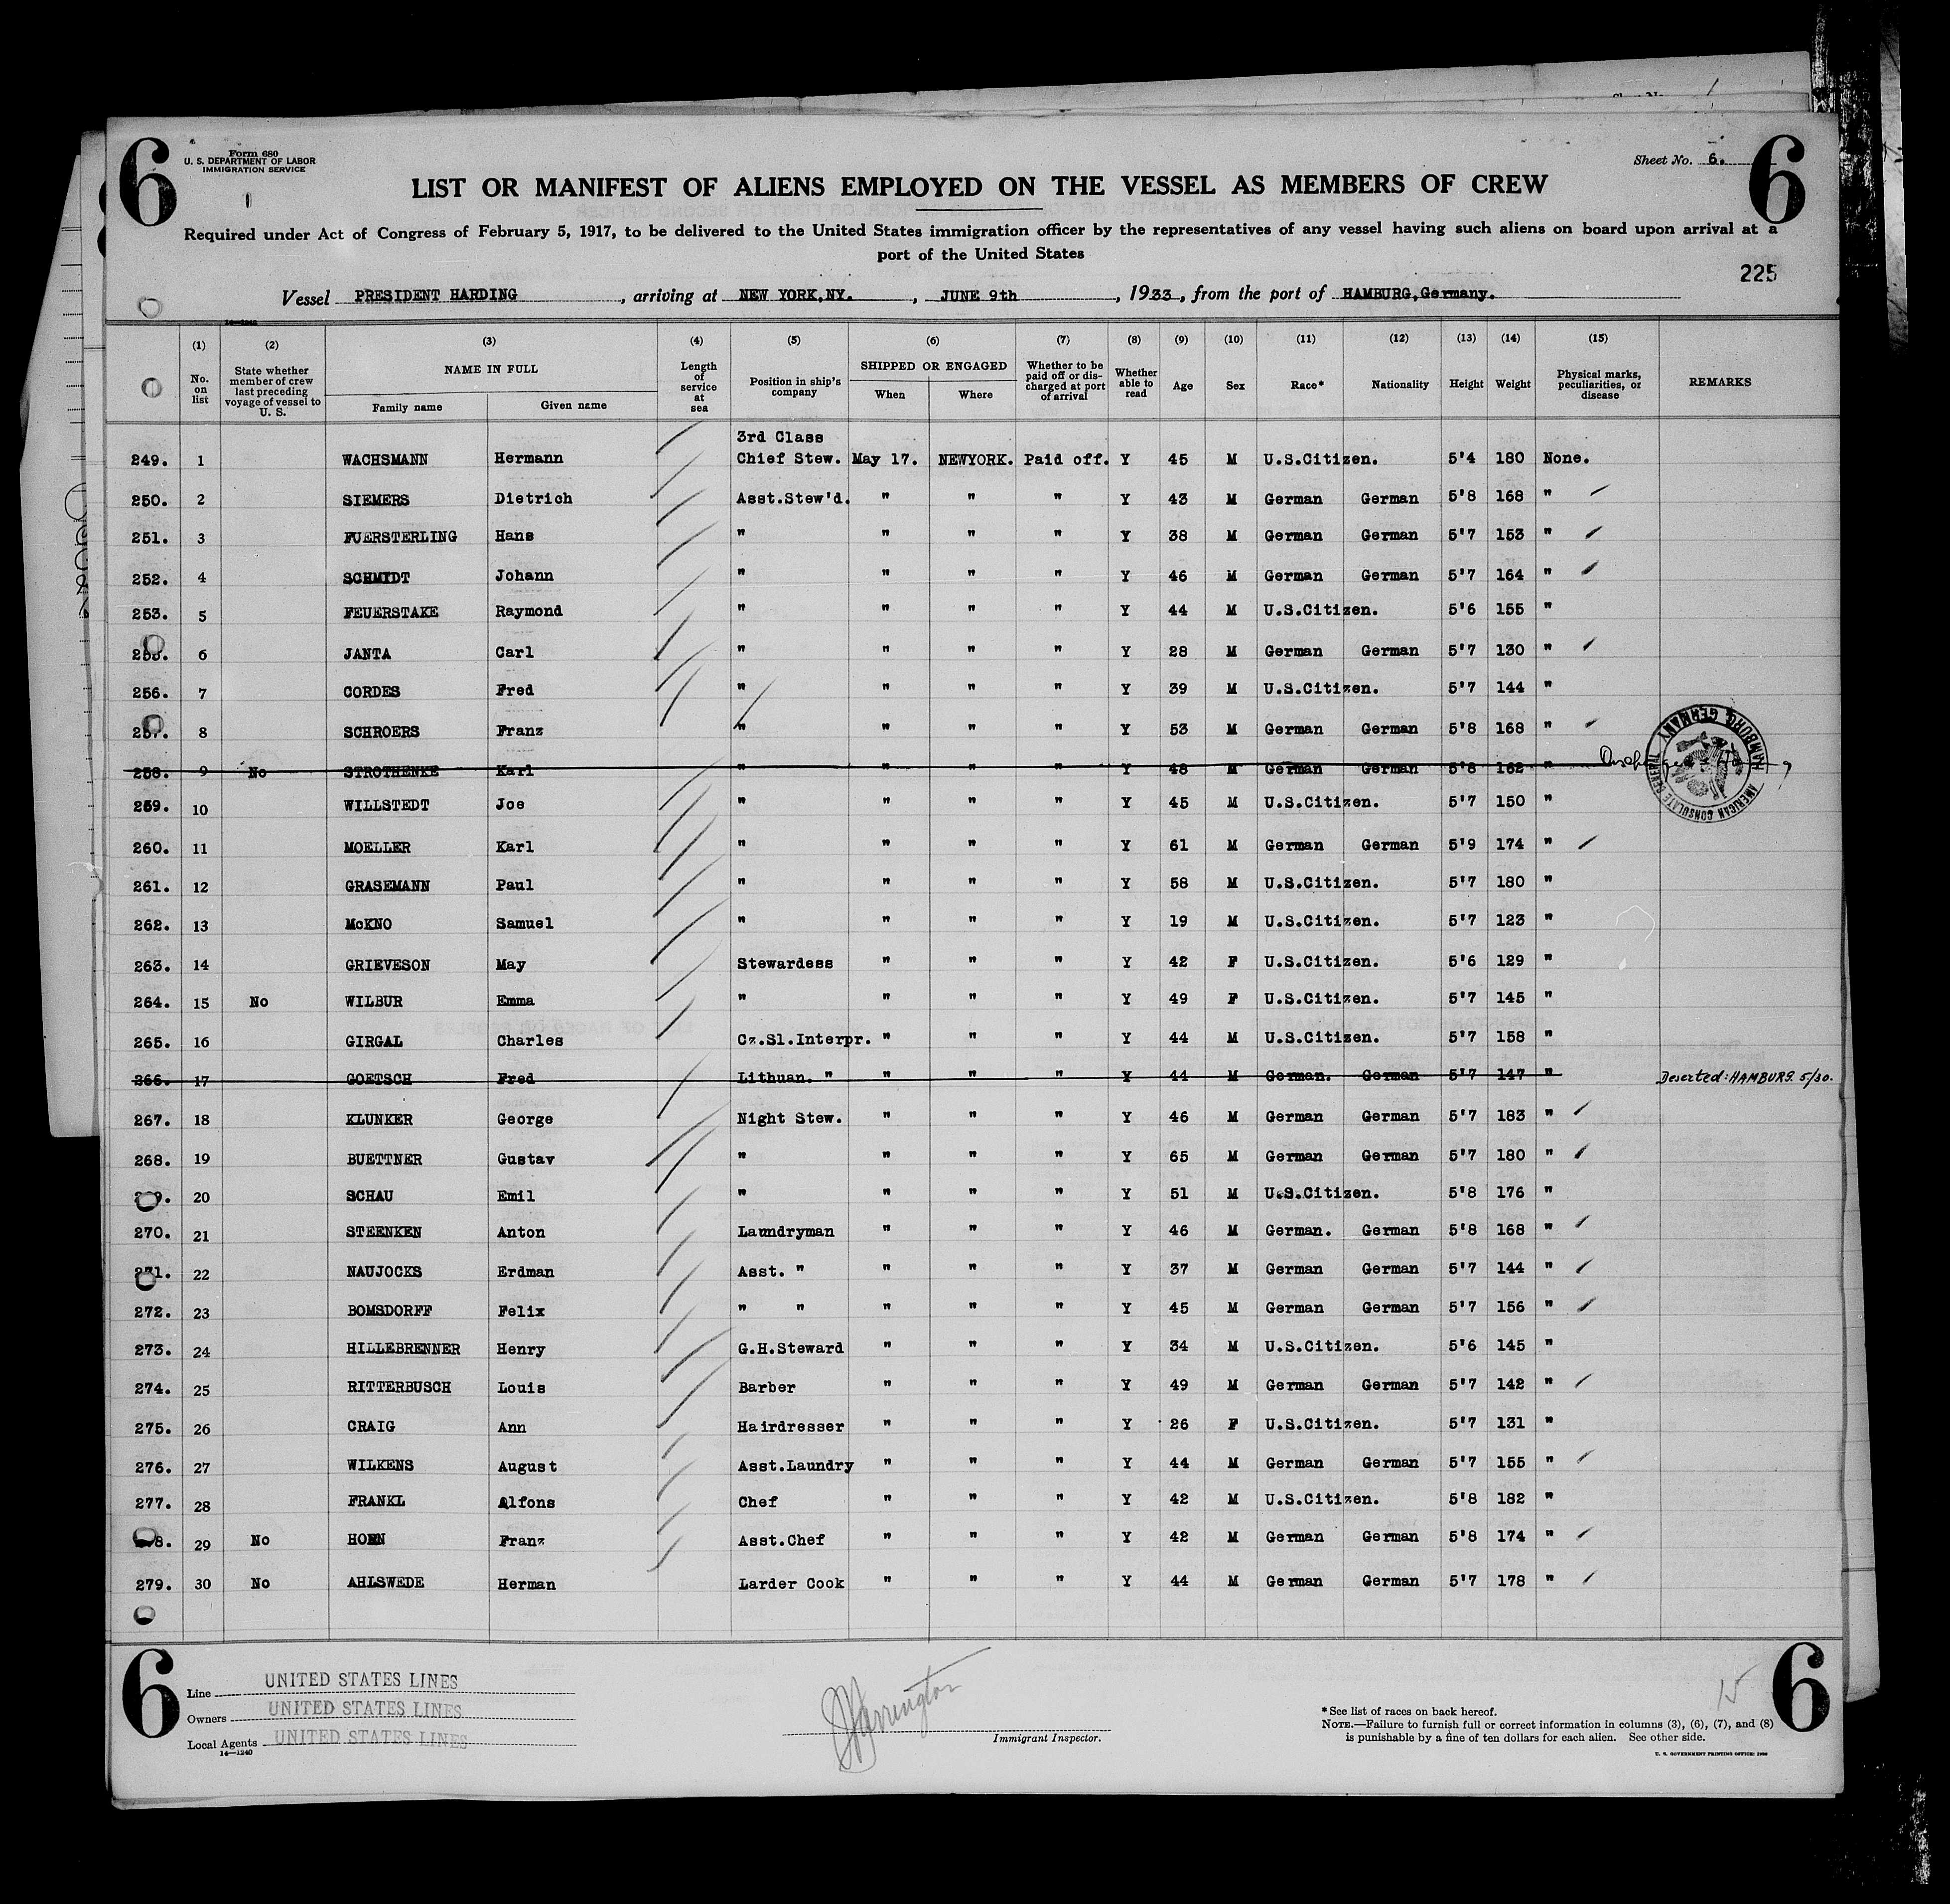 6
Form 680
U. S. DEPARTMENT OF LABOR
IMMIGRATION SERVICE
Sheet No. 6.
6
LIST OR MANIFEST OF ALIENS EMPLOYED ON THE VESSEL AS MEMBERS OF CREW
Required under Act of Congress of February 5, 1917, to be delivered to the United States immigration officer by the representatives of any vessel having such aliens on board upon arrival at a
port of the United States
225
Vessel PRESIDENT HARDING, arriving at NEW YORK,NY., JUNE 9th, 1933, from the port of HAMBURG,Germany.
14—1240
(1) (2) (3) (4) (5) (6) (7) (8) (9) (10) (11) (12) (13) (14) (15)
No. on list
State whether member of crew last preceding voyage of vessel to U. S.
NAME IN FULL
Family name Given name
Length of service at sea
Position in ship's company
SHIPPED OR ENGAGED
When Where
Whether to be paid off or discharged at port of arrival
Whether able to read
Age Sex Race* Nationality Height Weight
Physical marks, peculiarities, or disease
REMARKS
3rd Class
249. 1 WACHSMANN Hermann Chief Stew. May 17. NEWYORK. Paid off. Y 45 M U.S.Citizen. 5'4 180 None.
250. 2 SIEMERS Dietrich Asst.Stew'd. " " " Y 43 M German German 5'8 168 "
251. 3 FUERSTERLING Hans " " " " Y 38 M German German 5'7 153 "
252. 4 SCHMIDT Johann " " " " Y 46 M German German 5'7 164 "
253. 5 FEUERSTAKE Raymond " " " " Y 44 M U.S.Citizen. 5'6 155 "
6 JANTA Carl " " " " Y 28 M German German 5'7 130 "
256. 7 CORDES Fred " " " " Y 39 M U.S.Citizen. 5'7 144 "
257. 8 SCHROERS Franz " " " " Y 53 M German German 5'8 168 "
258. 9 No STROTHENKE Karl " " " " Y 48 M German German 5'8 162 "
AMERICAN CONSULATE GENERAL HAMBURG, GERMANY
259. 10 WILLSTEDT Joe " " " " Y 45 M U.S.Citizen. 5'7 150 "
260. 11 MOELLER Karl " " " " Y 61 M German German 5'9 174 "
261. 12 GRASEMANN Paul " " " " Y 58 M U.S.Citizen. 5'7 180 "
262. 13 McKNO Samuel " " " " Y 19 M U.S.Citizen. 5'7 123 "
263. 14 GRIEVESON May Stewardess " " " Y 42 F U.S.Citizen. 5'6 129 "
264. 15 No WILBUR Emma " " " " Y 49 F U.S.Citizen. 5'7 145 "
265. 16 GIRGAL Charles Cz.Sl.Interpr. " " " Y 44 M U.S.Citizen. 5'7 158 "
266. 17 GOETSCH Fred Lithuan. " " " " Y 44 M German. German 5'7 147 " Deserted: HAMBURG. 5/30.
267. 18 KLUNKER George Night Stew. " " " Y 46 M German German 5'7 183 "
268. 19 BUETTNER Gustav " " " " Y 65 M German German 5'7 180 "
269. 20 SCHAU Emil " " " " Y 51 M U.S.Citizen. 5'8 176 "
270. 21 STEENKEN Anton Laundryman " " " Y 46 M German. German 5'8 168 "
271. 22 NAUJOCKS Erdman Asst. " " " " Y 37 M German German 5'7 144 "
272. 23 BOMSDORFF Felix " " " " " Y 45 M German German 5'7 156 "
273. 24 HILLEBRENNER Henry G.H.Steward " " " Y 34 M U.S.Citizen. 5'6 145 "
274. 25 RITTERBUSCH Louis Barber " " " Y 49 M German German 5'7 142 "
275. 26 CRAIG Ann Hairdresser " " " Y 26 F U.S.Citizen. 5'7 131 "
276. 27 WILKENS August Asst.Laundry " " " Y 44 M German German 5'7 155 "
277. 28 FRANKL Alfons Chef " " " Y 42 M U.S.Citizen. 5'8 182 "
278. 29 No HORN Franz Asst.Chef " " " Y 42 M German German 5'8 174 "
279. 30 No AHLSWEDE Herman Larder Cook " " " Y 44 M German German 5'7 178 "
6
Line UNITED STATES LINES
Owners UNITED STATES LINES
Local Agents UNITED STATES LINES
14—1240
Immigrant Inspector.
15
6
*See list of races on back hereof.
NOTE.—Failure to furnish full or correct information in columns (3), (6), (7), and (8)
is punishable by a fine of ten dollars for each alien. See other side.